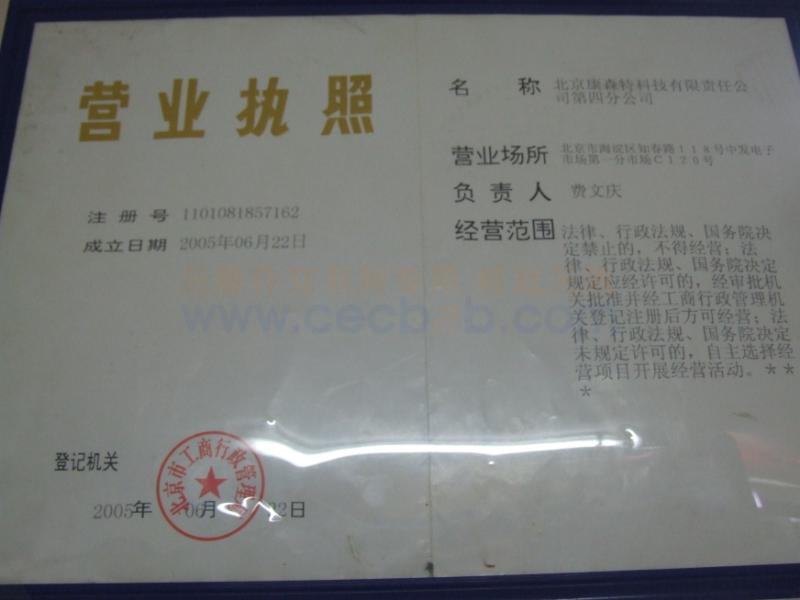 营业执照
注册号 1101081857162
成立日期 2005年06月22日
登记机关
北京市工商行政管理局
2005年 06月 22日
名 称 北京康森特科技有限责任公
司第四分公司
营业场所 北京市海淀区知春路118号中发电子
市场第一分市场C120号
负 责 人 费文庆
经营范围 法律、行政法规、国务院决
定禁止的，不得经营；法
律、行政法规、国务院决定
规定应经许可的，经审批机
关批准并经工商行政管理机
关登记注册后方可经营；法
律、行政法规、国务院决定
未规定许可的，自主选择经
营项目开展经营活动。**
*
www.cecb2b.com